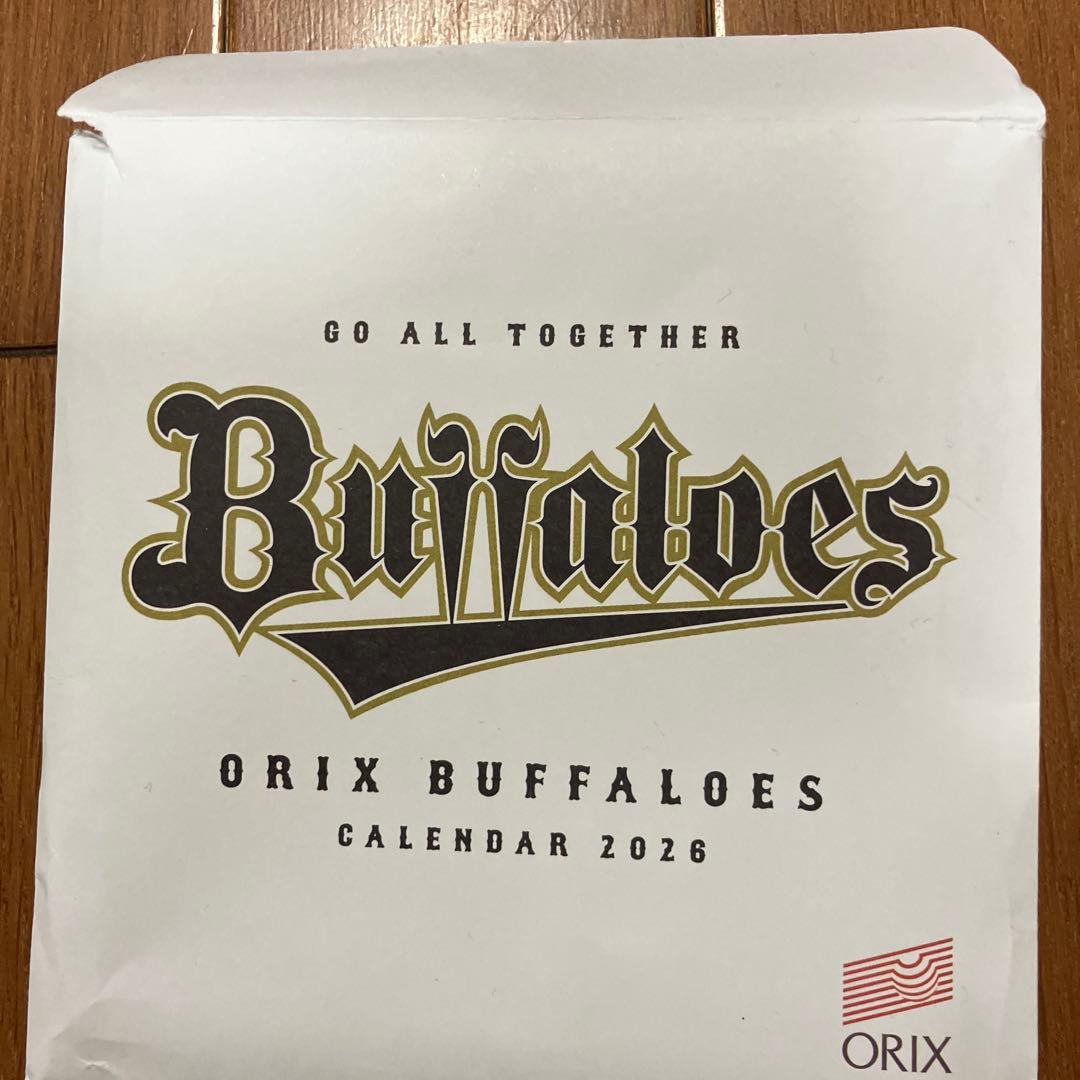 GO ALL TOGETHER
Buffaloes
ORIX BUFFALOES
CALENDAR 2026
ORIX